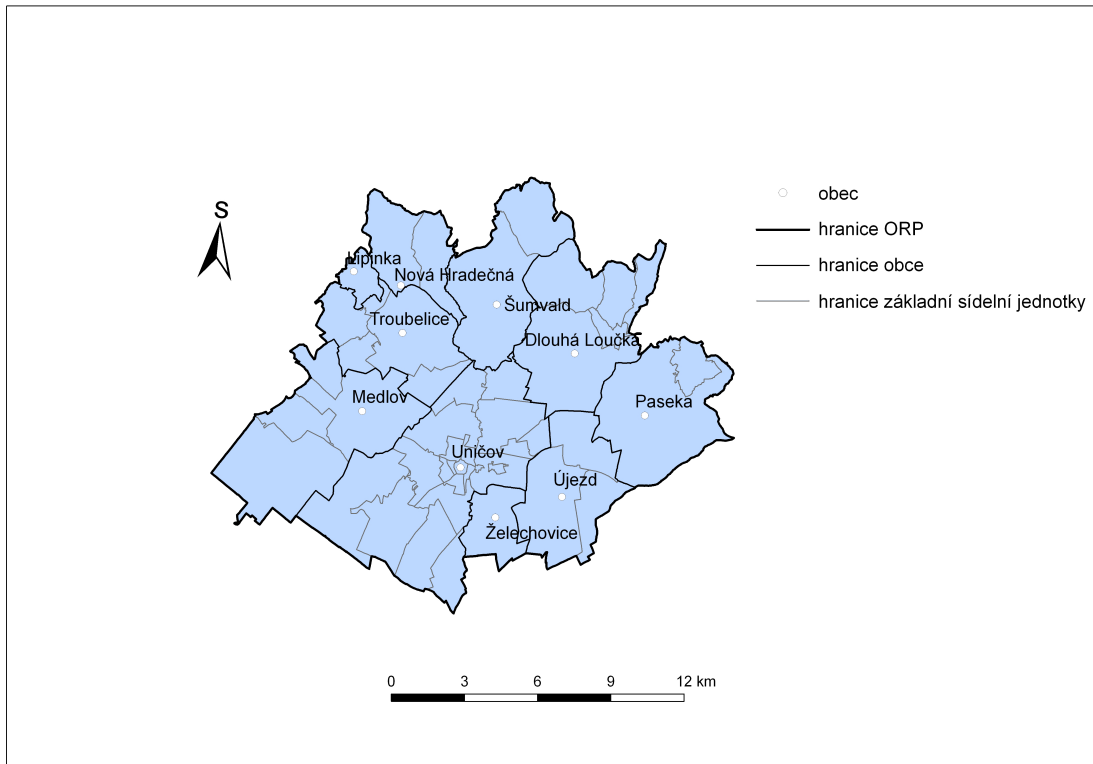 S
obec
hranice ORP
hranice obce
hranice základní sídelní jednotky
Lipinka
Nová Hradečná
Šumvald
Troubelice
Dlouhá Loučka
Medlov
Paseka
Uničov
Újezd
Želechovice
0 3 6 9 12 km